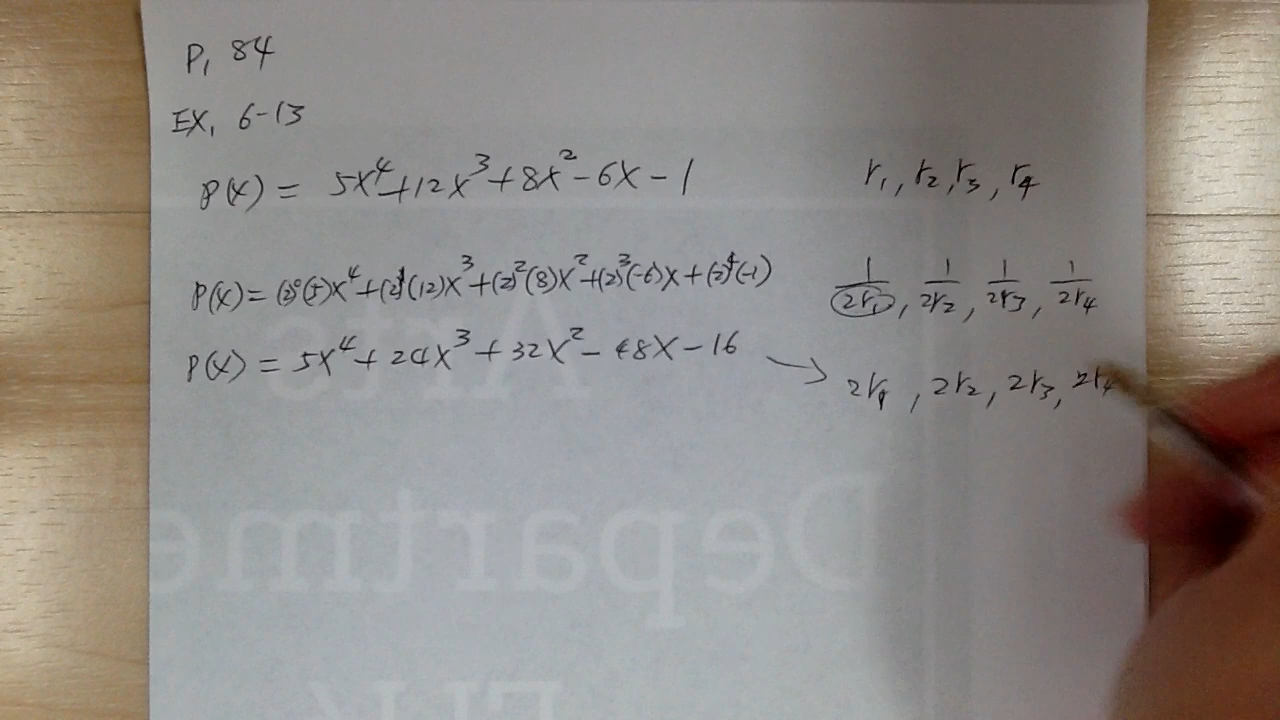 P, 84
EX, 6-13
P(x) = 5x⁴+12x³+8x²-6x-1
r₁, r₂, r₃, r₄
P(x) = (2)⁰(5)x⁴+(2)¹(12)x³+(2)²(8)x²+(2)³(-6)x+(2)⁴(-1)
1/2r₁, 1/2r₂, 1/2r₃, 1/2r₄
P(x) = 5x⁴+24x³+32x²-48x-16 → 2r₁, 2r₂, 2r₃, 2r₄
Arts
Departme